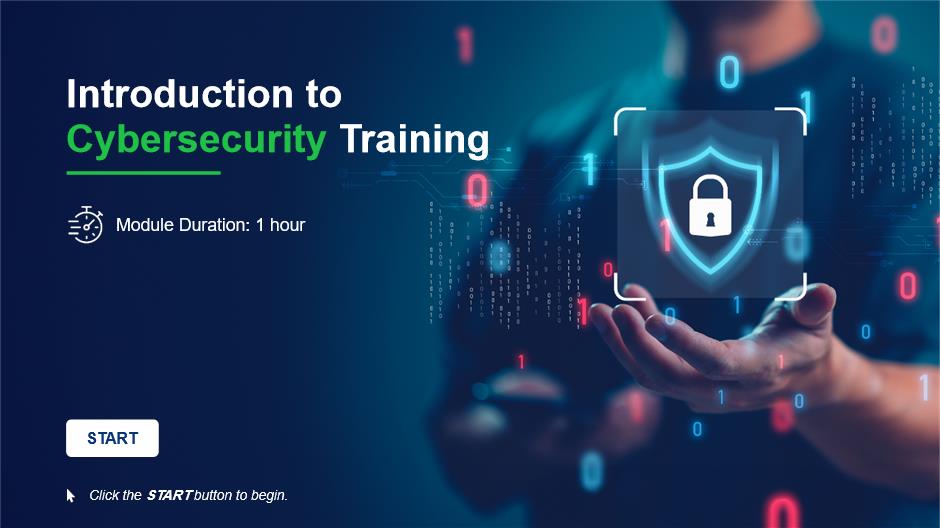 Introduction to
Cybersecurity Training
Module Duration: 1 hour
START
Click the START button to begin.